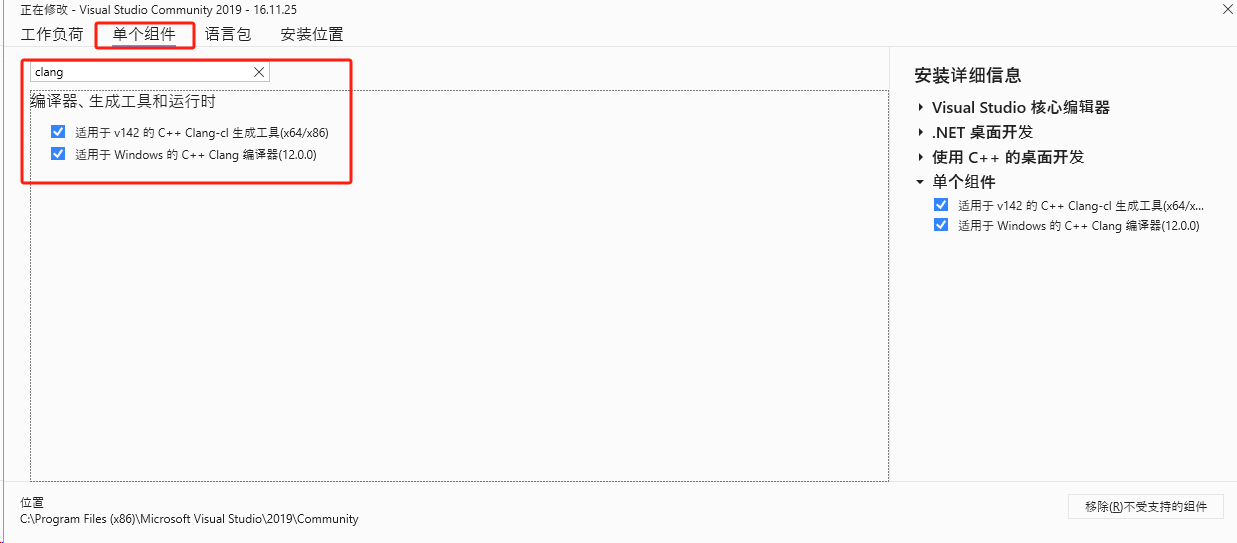 正在修改 - Visual Studio Community 2019 - 16.11.25
工作负荷 单个组件 语言包 安装位置
clang
编译器、生成工具和运行时
适用于 v142 的 C++ Clang-cl 生成工具(x64/x86)
适用于 Windows 的 C++ Clang 编译器(12.0.0)
安装详细信息
Visual Studio 核心编辑器
.NET 桌面开发
使用 C++ 的桌面开发
单个组件
适用于 v142 的 C++ Clang-cl 生成工具(x64/x...
适用于 Windows 的 C++ Clang 编译器(12.0.0)
位置
C:\Program Files (x86)\Microsoft Visual Studio\2019\Community
移除(R)不受支持的组件